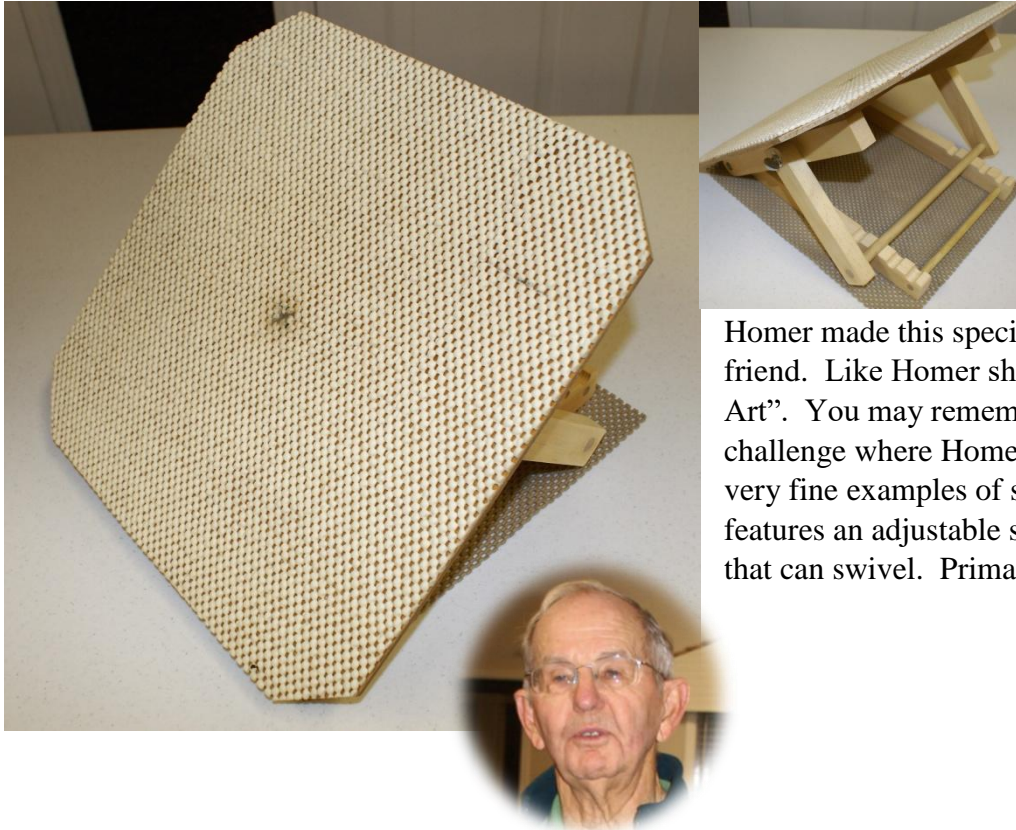 Homer made this speci
friend.  Like Homer sh
Art”.  You may remem
challenge where Home
very fine examples of s
features an adjustable s
that can swivel.  Prima